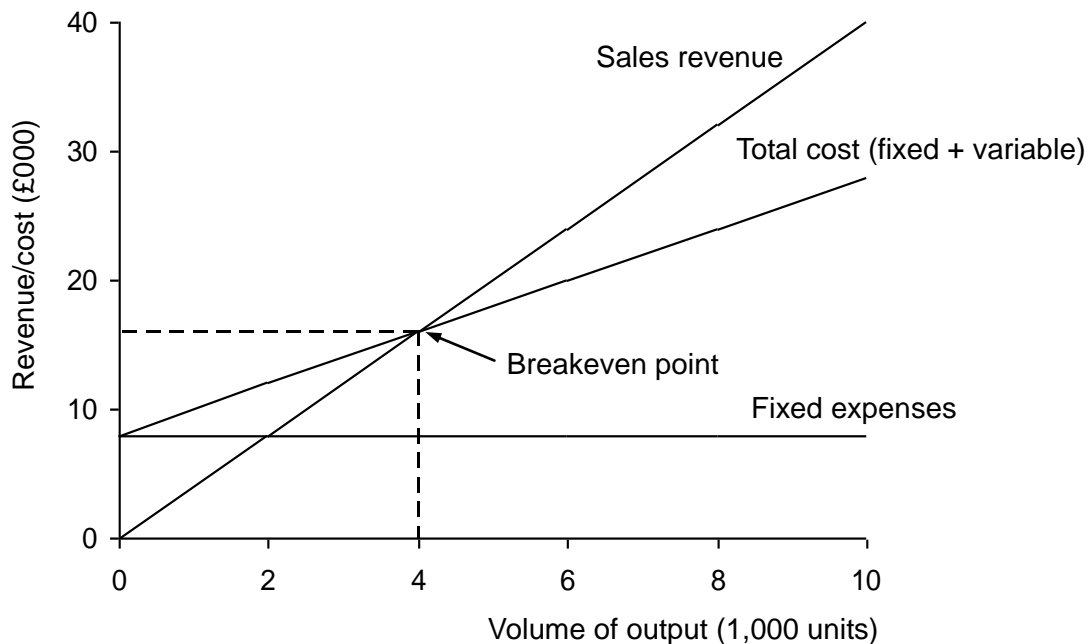 40
Sales revenue
30
Total cost (fixed + variable)
Revenue/cost (£000)
20
Breakeven point
10
Fixed expenses
0
0 2 4 6 8 10
Volume of output (1,000 units)